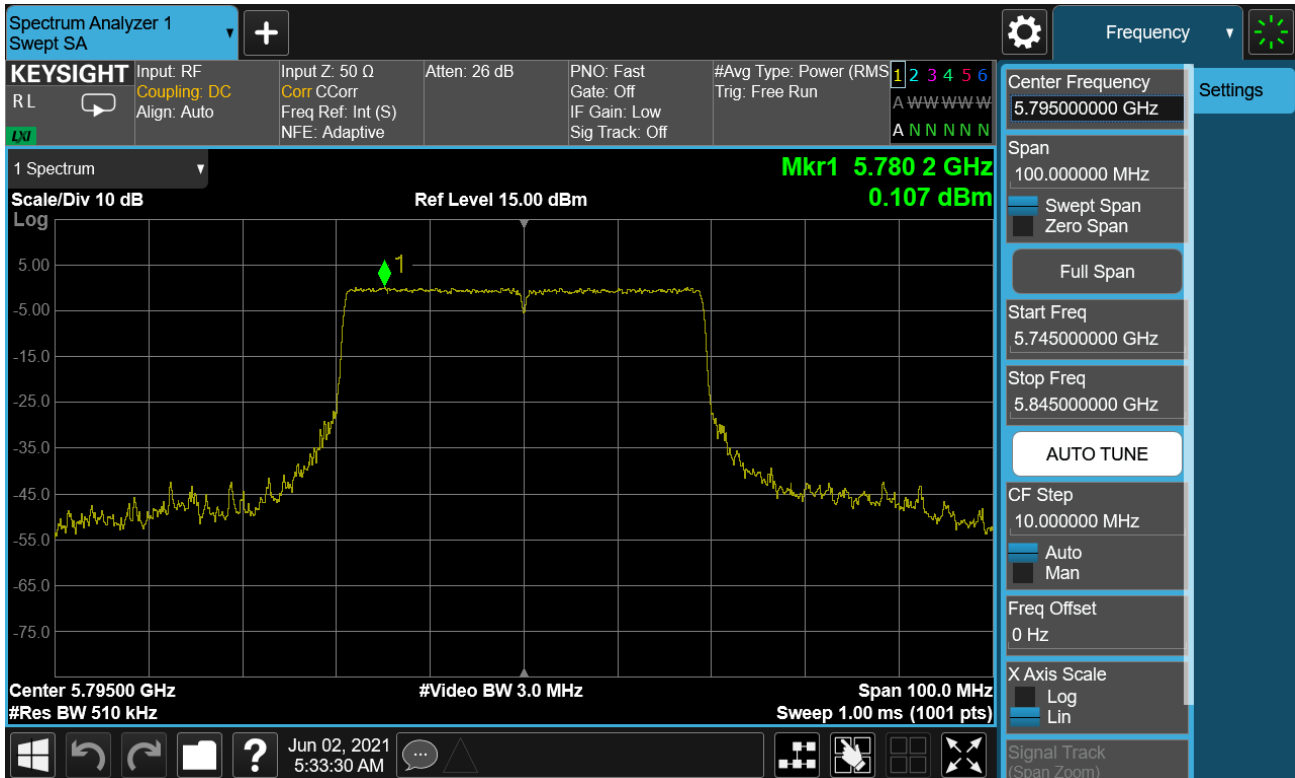 Spectrum Analyzer 1
Swept SA
+
Frequency
KEYSIGHT
R L
LXI
Input: RF
Coupling: DC
Align: Auto
Input Z: 50 Ω
Corr CCorr
Freq Ref: Int (S)
NFE: Adaptive
Atten: 26 dB
PNO: Fast
Gate: Off
IF Gain: Low
Sig Track: Off
#Avg Type: Power (RMS
Trig: Free Run
1 2 3 4 5 6
A W W W W W
A N N N N N
1 Spectrum
Mkr1 5.780 2 GHz
0.107 dBm
Scale/Div 10 dB
Ref Level 15.00 dBm
Log
1
5.00
-5.00
-15.0
-25.0
-35.0
-45.0
-55.0
-65.0
-75.0
Center 5.79500 GHz
#Video BW 3.0 MHz
Span 100.0 MHz
#Res BW 510 kHz
Sweep 1.00 ms (1001 pts)
?
Jun 02, 2021
5:33:30 AM
Center Frequency
5.795000000 GHz
Settings
Span
100.000000 MHz
Swept Span
Zero Span
Full Span
Start Freq
5.745000000 GHz
Stop Freq
5.845000000 GHz
AUTO TUNE
CF Step
10.000000 MHz
Auto
Man
Freq Offset
0 Hz
X Axis Scale
Log
Lin
Signal Track
(Span Zoom)